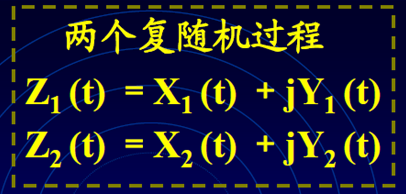 两个复随机过程
Z₁(t) = X₁(t) + jY₁(t)
Z₂(t) = X₂(t) + jY₂(t)